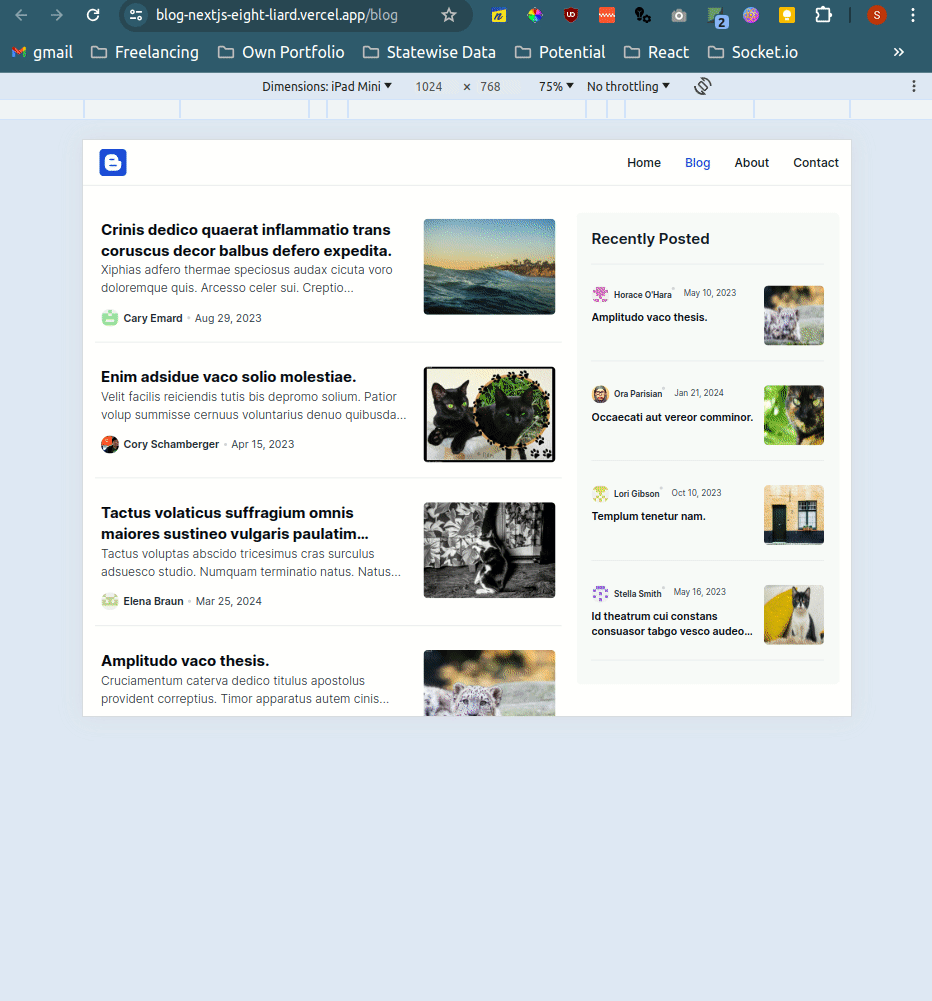 blog-nextjs-eight-liard.vercel.app/blog
2
S
gmail
Freelancing
Own Portfolio
Statewise Data
Potential
React
Socket.io
»
Dimensions: iPad Mini
1024 × 768
75%
No throttling
Home
Blog
About
Contact
Crinis dedico quaerat inflammatio trans
coruscus decor balbus defero expedita.
Xiphias adfero thermae speciosus audax cicuta voro
doloremque quis. Arcesso celer sui. Creptio...
Cary Emard • Aug 29, 2023
Enim adsidue vaco solio molestiae.
Velit facilis reiciendis tutis bis depromo solium. Patior
volup summisse cernuus voluntarius denuo quibusda...
Cory Schamberger • Apr 15, 2023
Tactus volaticus suffragium omnis
maiores sustineo vulgaris paulatim...
Tactus voluptas abscido tricesimus cras surculus
adsuesco studio. Numquam terminatio natus. Natus...
Elena Braun • Mar 25, 2024
Amplitudo vaco thesis.
Cruciamentum caterva dedico titulus apostolus
provident correptius. Timor apparatus autem cinis...
Recently Posted
Horace O'Hara • May 10, 2023
Amplitudo vaco thesis.
Ora Parisian • Jan 21, 2024
Occaecati aut vereor comminor.
Lori Gibson • Oct 10, 2023
Templum tenetur nam.
Stella Smith • May 16, 2023
Id theatrum cui constans
consuasor tabgo vesco audeo...